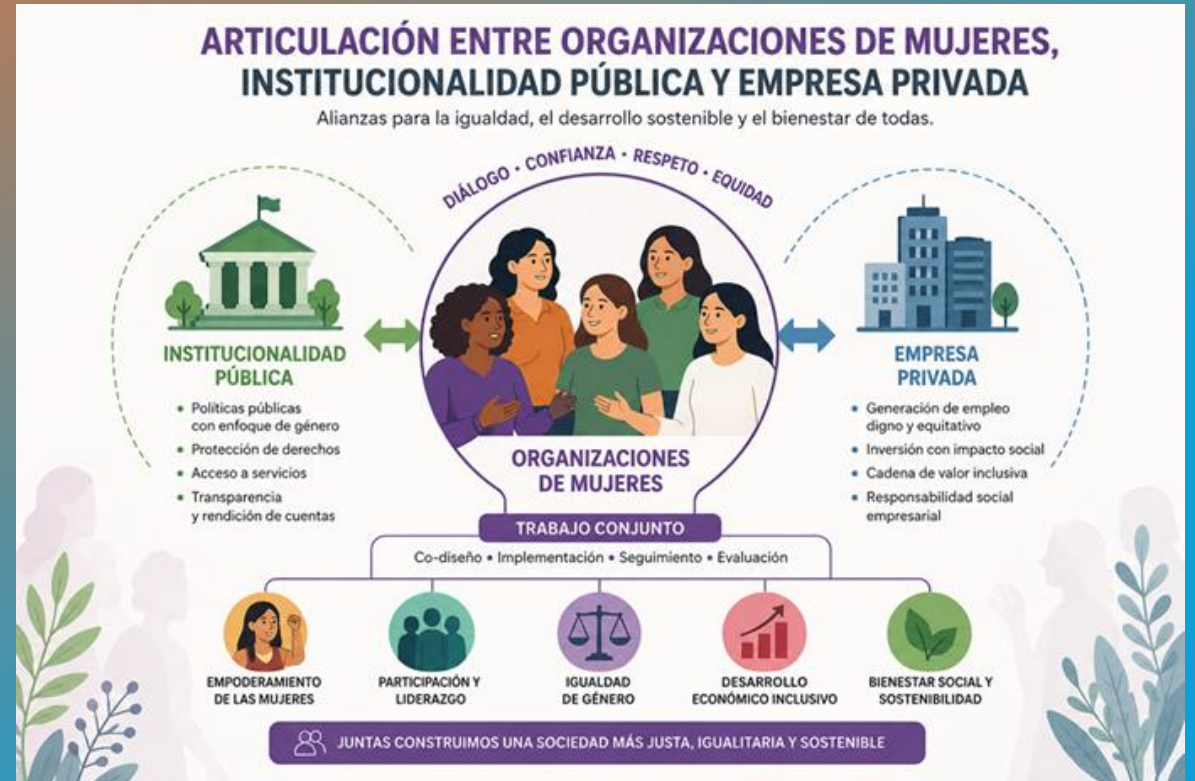 ARTICULACIÓN ENTRE ORGANIZACIONES DE MUJERES,
INSTITUCIONALIDAD PÚBLICA Y EMPRESA PRIVADA
Alianzas para la igualdad, el desarrollo sostenible y el bienestar de todas.
DIÁLOGO • CONFIANZA • RESPETO • EQUIDAD
INSTITUCIONALIDAD
PÚBLICA
• Políticas públicas
con enfoque de género
• Protección de derechos
• Acceso a servicios
• Transparencia
y rendición de cuentas
ORGANIZACIONES
DE MUJERES
EMPRESA
PRIVADA
• Generación de empleo
digno y equitativo
• Inversión con impacto social
• Cadena de valor inclusiva
• Responsabilidad social
empresarial
TRABAJO CONJUNTO
Co-diseño • Implementación • Seguimiento • Evaluación
EMPODERAMIENTO
DE LAS MUJERES
PARTICIPACIÓN Y
LIDERAZGO
IGUALDAD
DE GÉNERO
DESARROLLO
ECONÓMICO INCLUSIVO
BIENESTAR SOCIAL Y
SOSTENIBILIDAD
JUNTAS CONSTRUIMOS UNA SOCIEDAD MÁS JUSTA, IGUALITARIA Y SOSTENIBLE